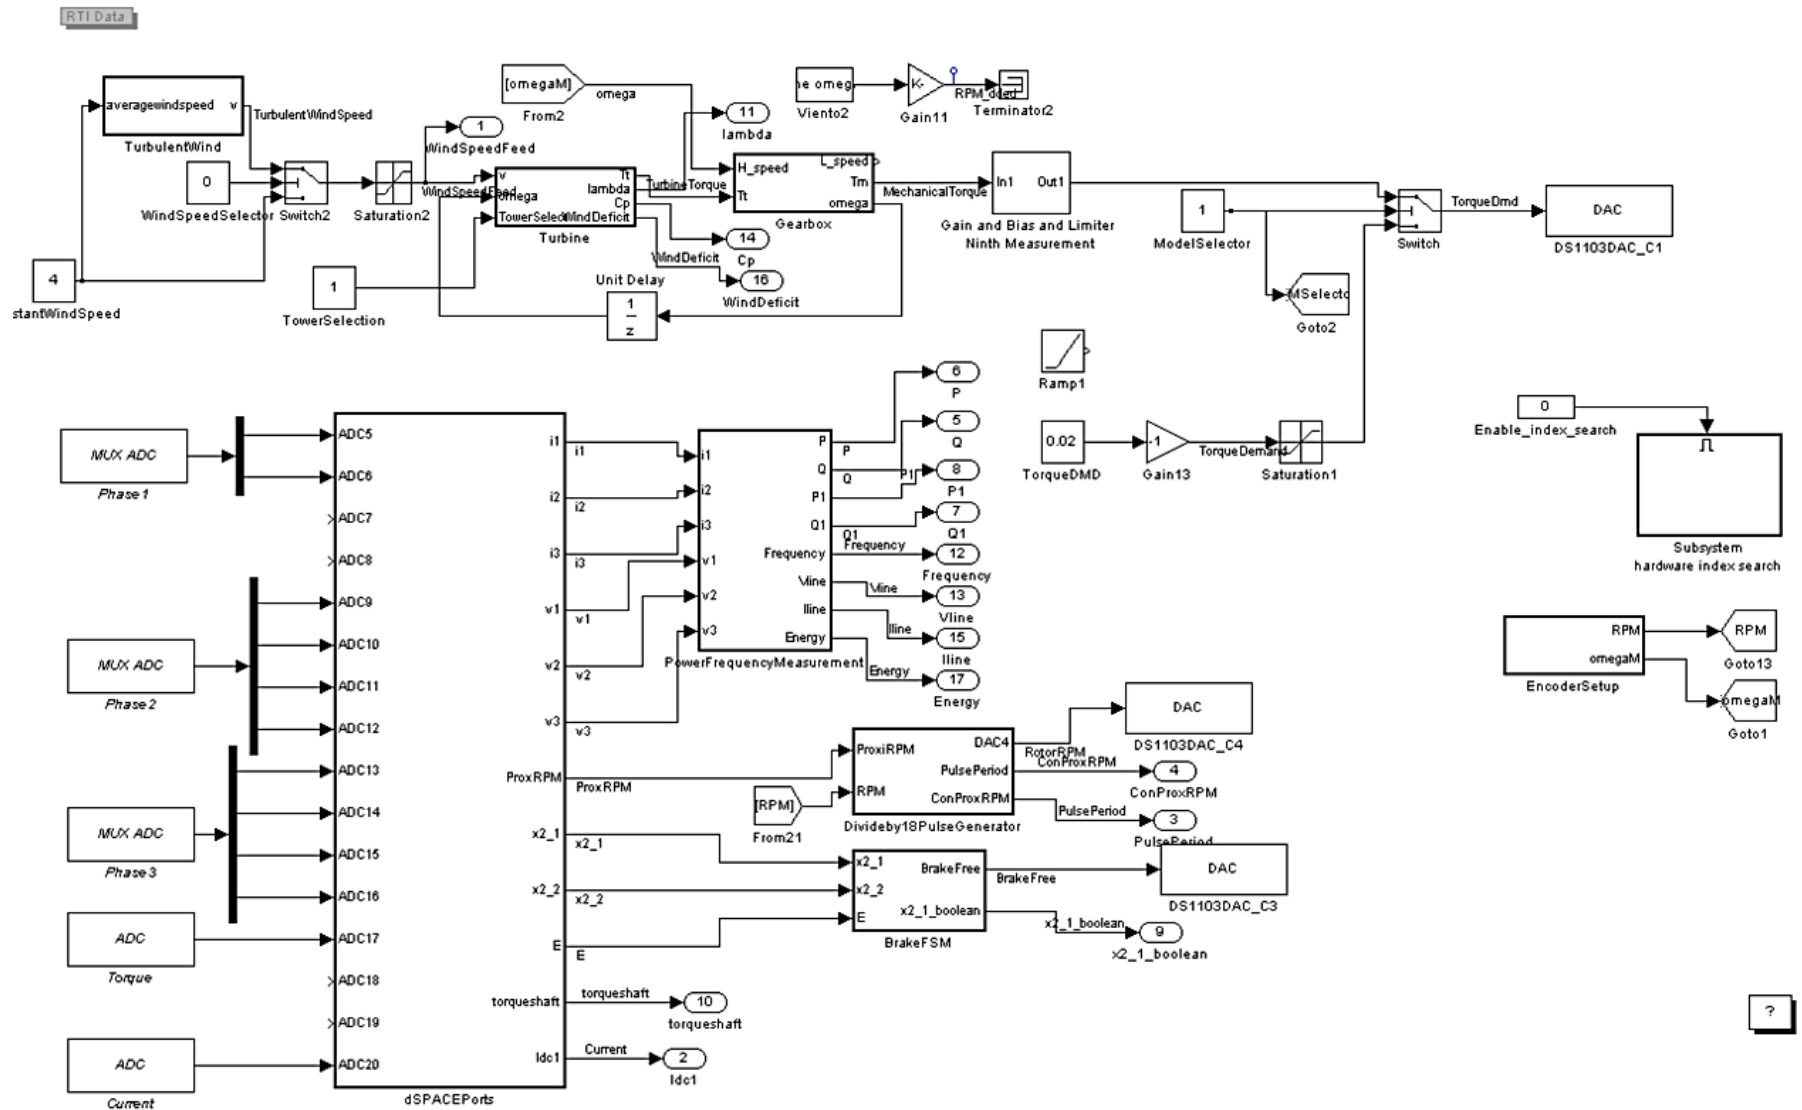 RTI Data
averagewindspeed v
TurbulentWind
TurbulentWindSpeed
0
WindSpeedSelector
Switch2
Saturation2
1
WindSpeedFeed
WindSpeedFeed
4
stantWindSpeed
1
TowerSelection
[omegaM]
From2
omega
v
omega
Tt
lambda
Cp
Turbine
TurbineTorque
11
lambda
14
Cp
WindDeficit
16
WindDeficit
Unit Delay
1
z
H_speed
Tt
L_speed
Tm
omega
Gearbox
MechanicalTorque
ne omeg
Viento2
K-
Gain11
Terminator2
In1 Out1
Gain and Bias and Limiter
Ninth Measurement
1
ModelSelector
MSelecto
Goto2
Switch
TorqueDmd
DAC
DS1103DAC_C1
Ramp1
0.02
TorqueDMD
-1
Gain13
TorqueDemand
Saturation1
0
Enable_index_search
Subsystem
hardware index search
RPM
omegaM
EncoderSetup
RPM
Goto13
omegaM
Goto1
MUX ADC
Phase1
MUX ADC
Phase2
MUX ADC
Phase3
ADC
Torque
ADC
Current
ADC5
ADC6
ADC7
ADC8
ADC9
ADC10
ADC11
ADC12
ADC13
ADC14
ADC15
ADC16
ADC17
ADC18
ADC19
ADC20
i1
i2
i3
v1
v2
v3
ProxRPM
x2_1
x2_2
E
torqueshaft
Idc1
dSPACEPorts
i1
i2
i3
v1
v2
v3
ProxRPM
x2_1
x2_2
E
torqueshaft
10
torqueshaft
Current
2
Idc1
i1
i2
i3
v1
v2
v3
P
Q
P1
Q1
Frequency
Vline
Iline
Energy
PowerFrequencyMeasurement
P
Q
P1
Q1
Frequency
Vline
Iline
Energy
6
P
5
Q
8
P1
7
Q1
12
Frequency
13
Vline
15
Iline
17
Energy
[RPM]
From21
ProxiRPM
RPM
DAC4
PulsePeriod
ConProxRPM
Divideby18PulseGenerator
RotorRPM
ConProxRPM
PulsePeriod
DAC
DS1103DAC_C4
4
ConProxRPM
3
PulsePeriod
x2_1
x2_2
E
BrakeFree
x2_1_boolean
BrakeFSM
BrakeFree
DAC
DS1103DAC_C3
x2_1_boolean
9
x2_1_boolean
?